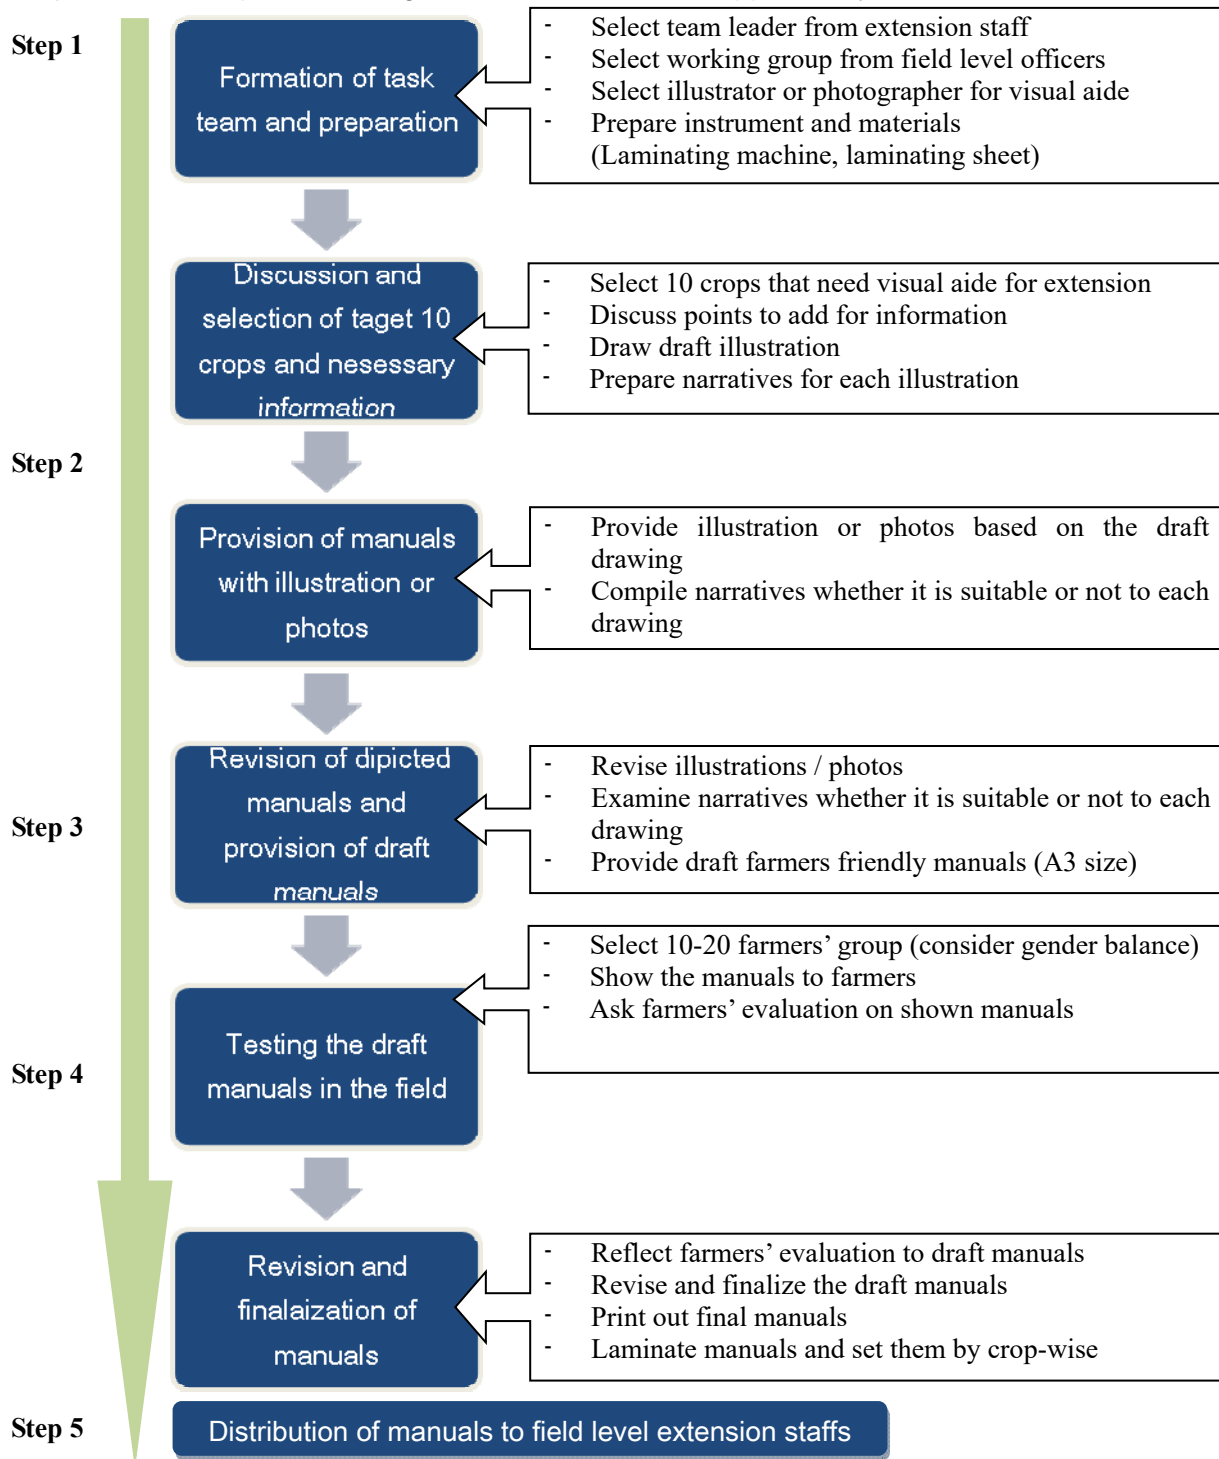 Step 1
Formation of task
team and preparation
- Select team leader from extension staff
- Select working group from field level officers
- Select illustrator or photographer for visual aide
- Prepare instrument and materials
(Laminating machine, laminating sheet)
Discussion and
selection of taget 10
crops and nesessary
information
- Select 10 crops that need visual aide for extension
- Discuss points to add for information
- Draw draft illustration
- Prepare narratives for each illustration
Step 2
Provision of manuals
with illustration or
photos
- Provide illustration or photos based on the draft
drawing
- Compile narratives whether it is suitable or not to each
drawing
Step 3
Revision of dipicted
manuals and
provision of draft
manuals
- Revise illustrations / photos
- Examine narratives whether it is suitable or not to each
drawing
- Provide draft farmers friendly manuals (A3 size)
Step 4
Testing the draft
manuals in the field
- Select 10-20 farmers’ group (consider gender balance)
- Show the manuals to farmers
- Ask farmers’ evaluation on shown manuals
Revision and
finalaization of
manuals
- Reflect farmers’ evaluation to draft manuals
- Revise and finalize the draft manuals
- Print out final manuals
- Laminate manuals and set them by crop-wise
Step 5
Distribution of manuals to field level extension staffs